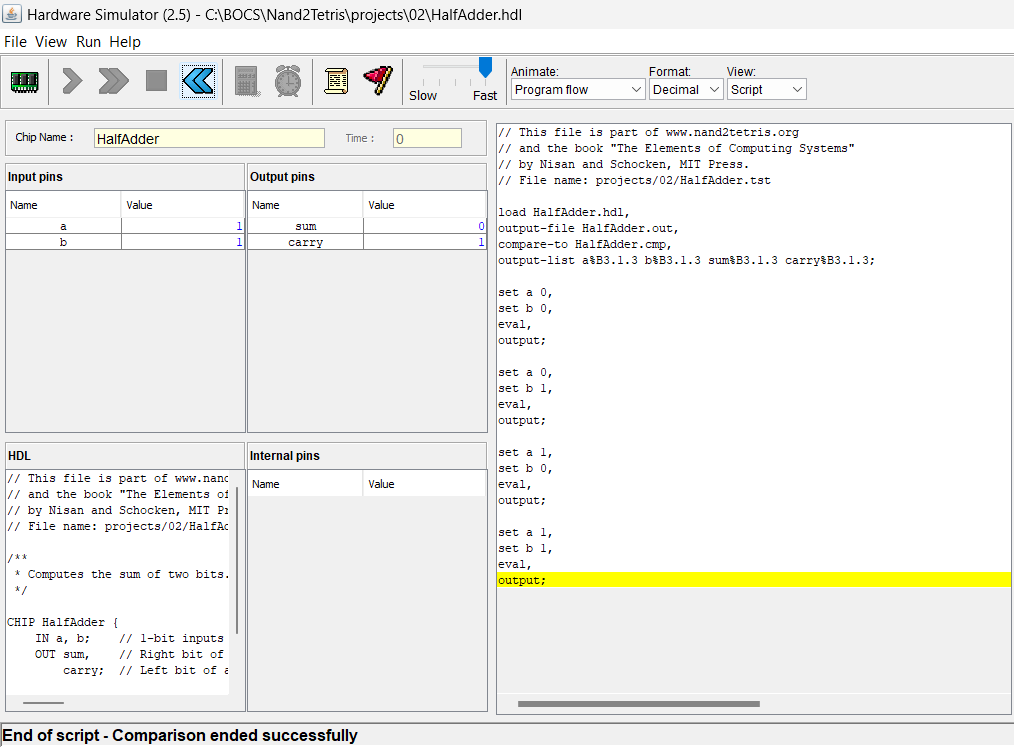 Hardware Simulator (2.5) - C:\BOCS\Nand2Tetris\projects\02\HalfAdder.hdl
File View Run Help
Slow Fast
Animate: Format: View:
Program flow Decimal Script
Chip Name : HalfAdder Time : 0
Input pins
Name Value
a 1
b 1
Output pins
Name Value
sum 0
carry 1
HDL
// This file is part of www.nand
// and the book "The Elements of
// by Nisan and Schocken, MIT Pr
// File name: projects/02/HalfAd
/**
* Computes the sum of two bits.
*/
CHIP HalfAdder {
IN a, b; // 1-bit inputs
OUT sum, // Right bit of
carry; // Left bit of a
Internal pins
Name Value
// This file is part of www.nand2tetris.org
// and the book "The Elements of Computing Systems"
// by Nisan and Schocken, MIT Press.
// File name: projects/02/HalfAdder.tst
load HalfAdder.hdl,
output-file HalfAdder.out,
compare-to HalfAdder.cmp,
output-list a%B3.1.3 b%B3.1.3 sum%B3.1.3 carry%B3.1.3;
set a 0,
set b 0,
eval,
output;
set a 0,
set b 1,
eval,
output;
set a 1,
set b 0,
eval,
output;
set a 1,
set b 1,
eval,
output;
End of script - Comparison ended successfully